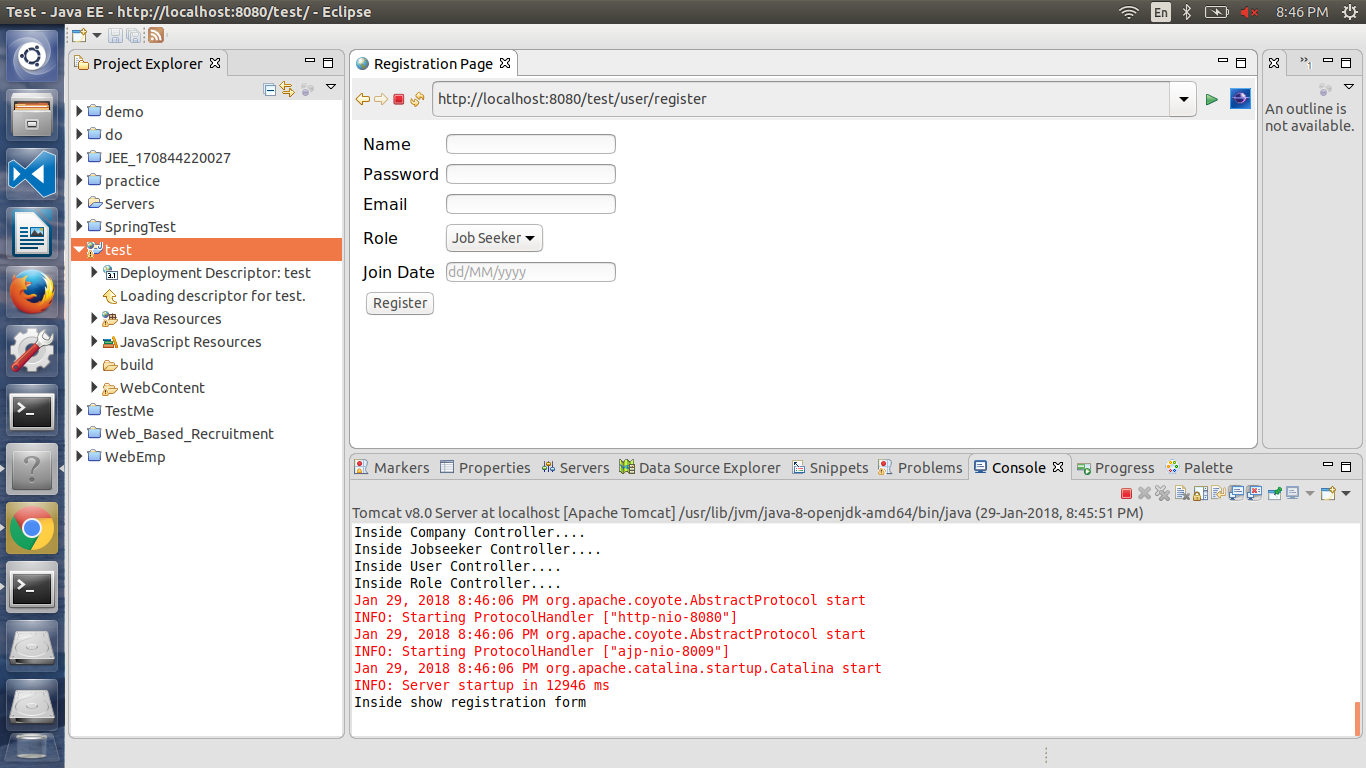 Test - Java EE - http://localhost:8080/test/ - Eclipse
En
8:46 PM
Project Explorer
demo
do
JEE_170844220027
practice
Servers
SpringTest
test
Deployment Descriptor: test
3.1
Loading descriptor for test.
Java Resources
JavaScript Resources
build
WebContent
TestMe
Web_Based_Recruitment
WebEmp
Registration Page
http://localhost:8080/test/user/register
Name
Password
Email
Role
Job Seeker
Join Date
dd/MM/yyyy
Register
»1
An outline is
not available.
Markers
Properties
Servers
Data Source Explorer
Snippets
Problems
Console
Progress
Palette
Tomcat v8.0 Server at localhost [Apache Tomcat] /usr/lib/jvm/java-8-openjdk-amd64/bin/java (29-Jan-2018, 8:45:51 PM)
Inside Company Controller....
Inside Jobseeker Controller....
Inside User Controller....
Inside Role Controller....
Jan 29, 2018 8:46:06 PM org.apache.coyote.AbstractProtocol start
INFO: Starting ProtocolHandler ["http-nio-8080"]
Jan 29, 2018 8:46:06 PM org.apache.coyote.AbstractProtocol start
INFO: Starting ProtocolHandler ["ajp-nio-8009"]
Jan 29, 2018 8:46:06 PM org.apache.catalina.startup.Catalina start
INFO: Server startup in 12946 ms
Inside show registration form